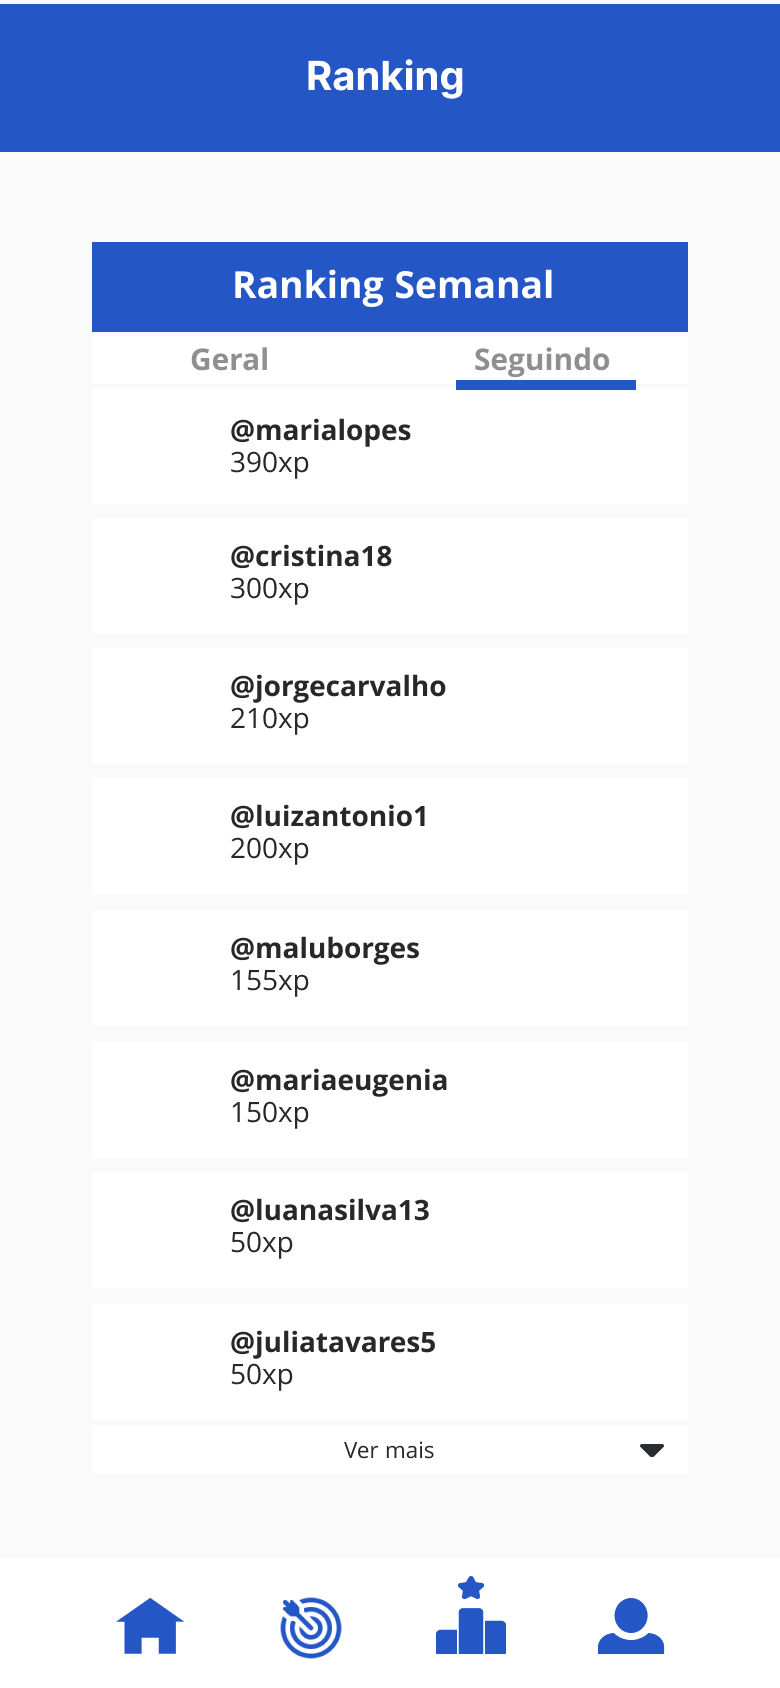 Ranking
Ranking Semanal
Geral
Seguindo
@marialopes
390xp
@cristina18
300xp
@jorgecarvalho
210xp
@luizantonio1
200xp
@maluborges
155xp
@mariaeugenia
150xp
@luanasilva13
50xp
@juliatavares5
50xp
Ver mais